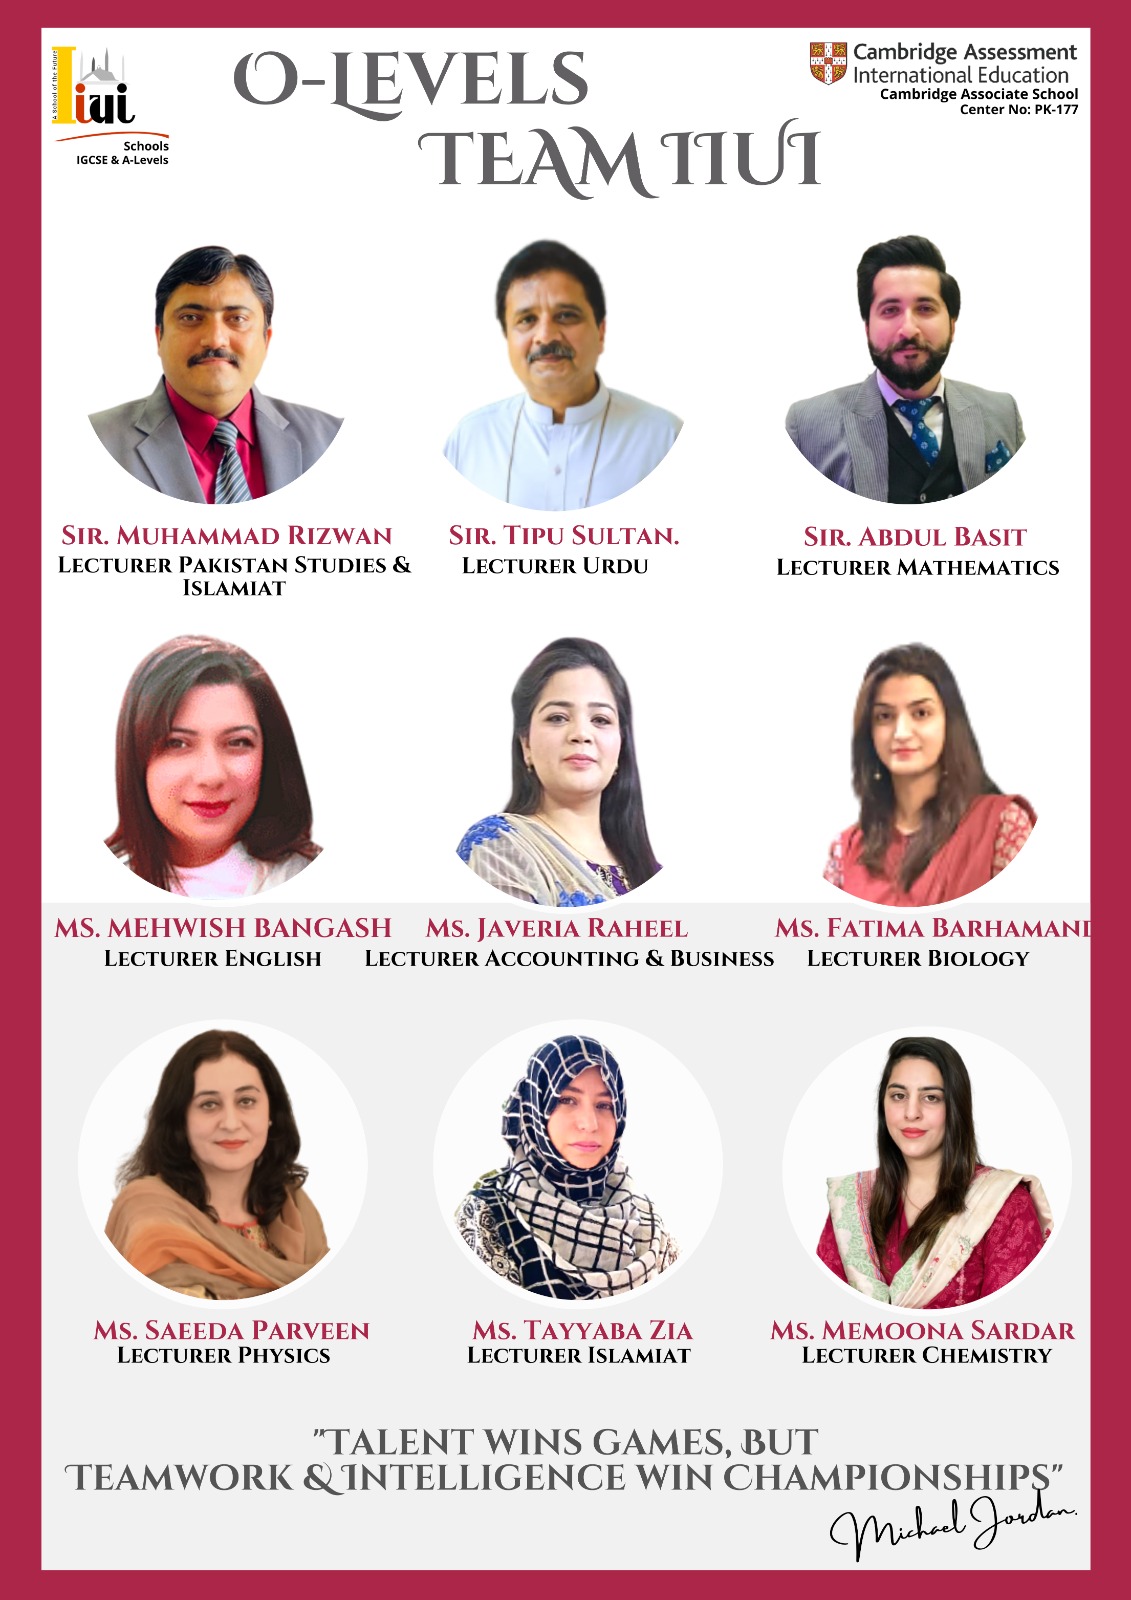 A School of the Future
iiui
Schools
IGCSE & A-Levels
O-LEVELS
TEAM IIUI
Cambridge Assessment
International Education
Cambridge Associate School
Center No: PK-177
SIR. MUHAMMAD RIZWAN
LECTURER PAKISTAN STUDIES &
ISLAMIAT
SIR. TIPU SULTAN.
LECTURER URDU
SIR. ABDUL BASIT
LECTURER MATHEMATICS
MS. MEHWISH BANGASH
LECTURER ENGLISH
MS. JAVERIA RAHEEL
LECTURER ACCOUNTING & BUSINESS
MS. FATIMA BARHAMAND
LECTURER BIOLOGY
MS. SAEEDA PARVEEN
LECTURER PHYSICS
MS. TAYYABA ZIA
LECTURER ISLAMIAT
MS. MEMOONA SARDAR
LECTURER CHEMISTRY
"TALENT WINS GAMES, BUT
TEAMWORK & INTELLIGENCE WIN CHAMPIONSHIPS"
Michael Jordan.